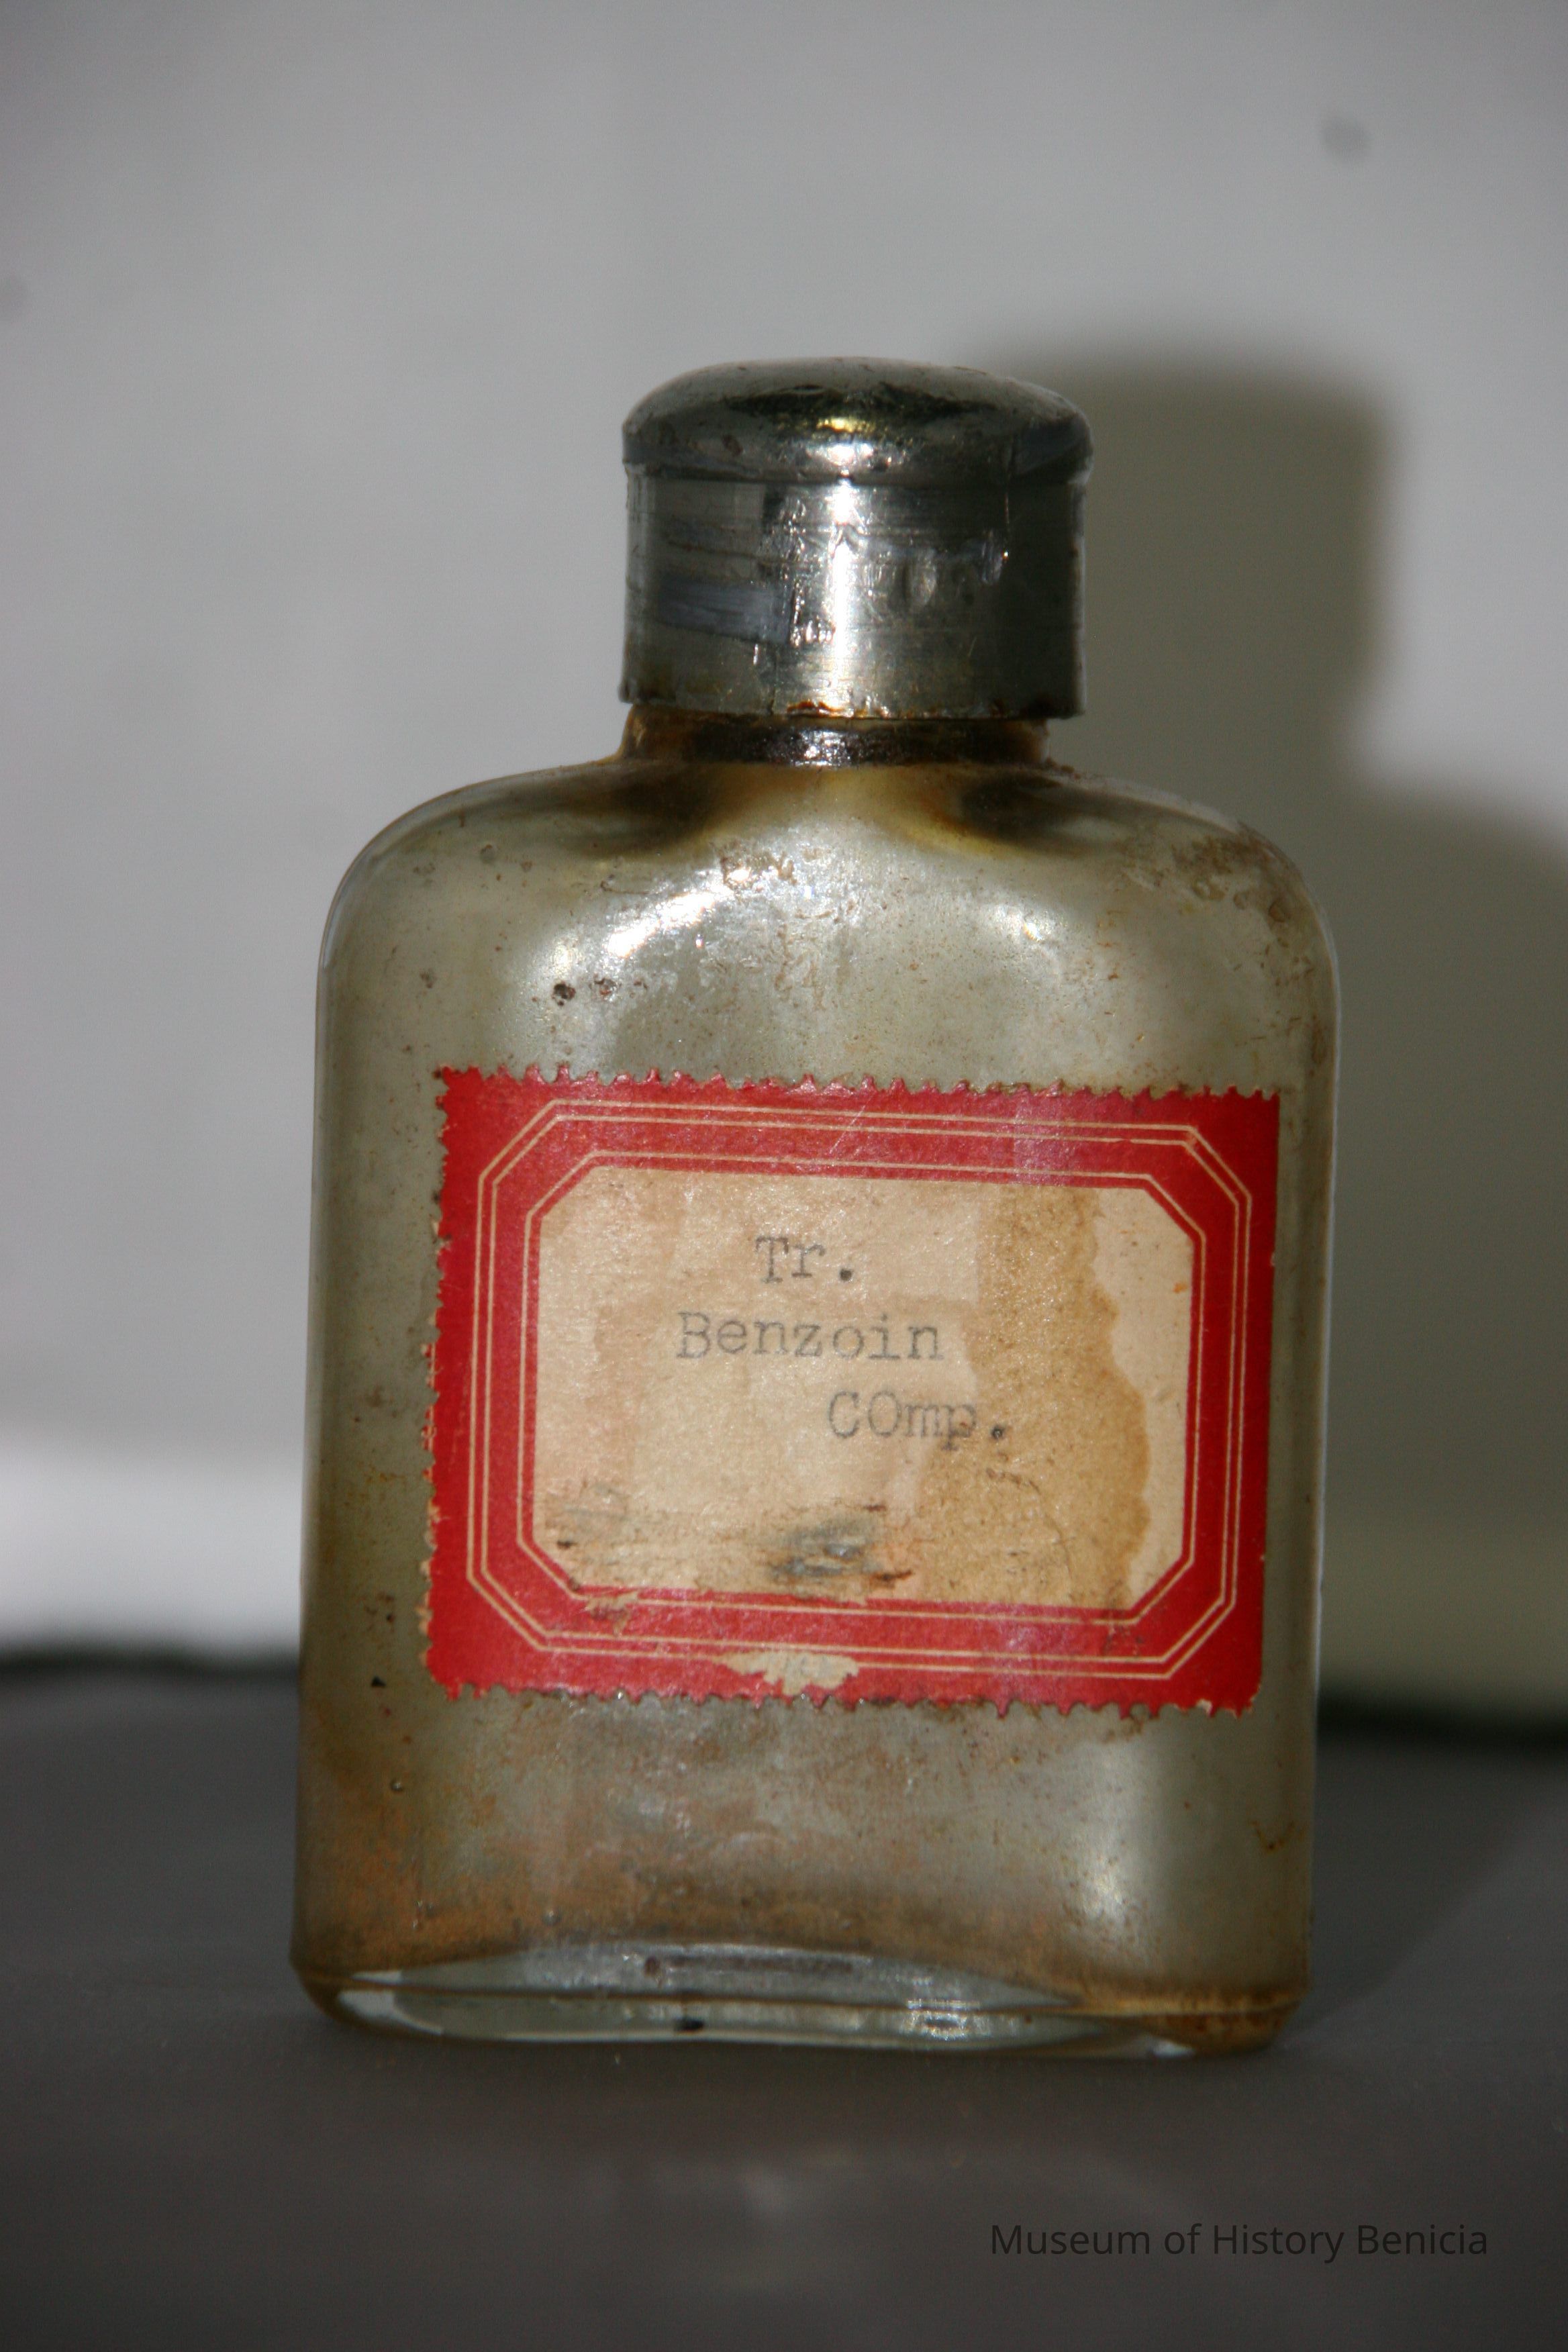 Tr.
Benzoin
COmp.
Museum of History Benicia